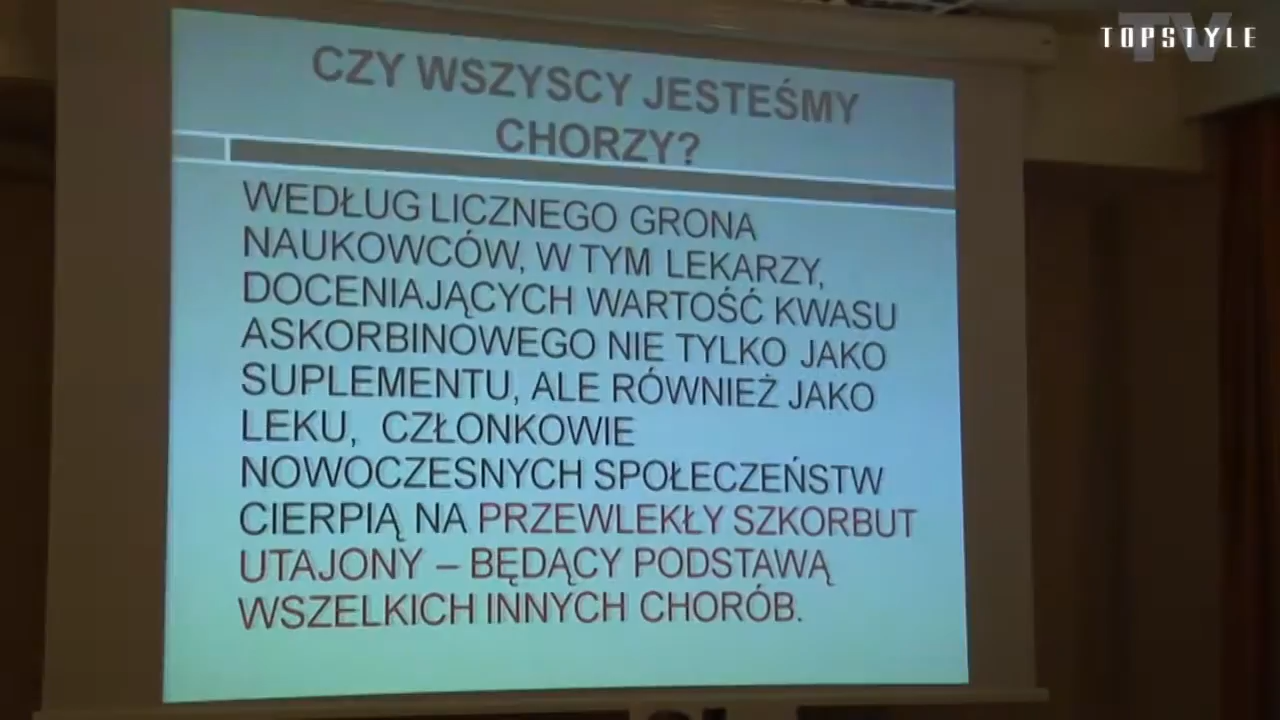 TV
TOPSTYLE
CZY WSZYSCY JESTEŚMY
CHORZY?
WEDŁUG LICZNEGO GRONA
NAUKOWCÓW, W TYM LEKARZY,
DOCENIAJĄCYCH WARTOŚĆ KWASU
ASKORBINOWEGO NIE TYLKO JAKO
SUPLEMENTU, ALE RÓWNIEŻ JAKO
LEKU, CZŁONKOWIE
NOWOCZESNYCH SPOŁECZEŃSTW
CIERPIĄ NA PRZEWLEKŁY SZKORBUT
UTAJONY – BĘDĄCY PODSTAWĄ
WSZELKICH INNYCH CHORÓB.